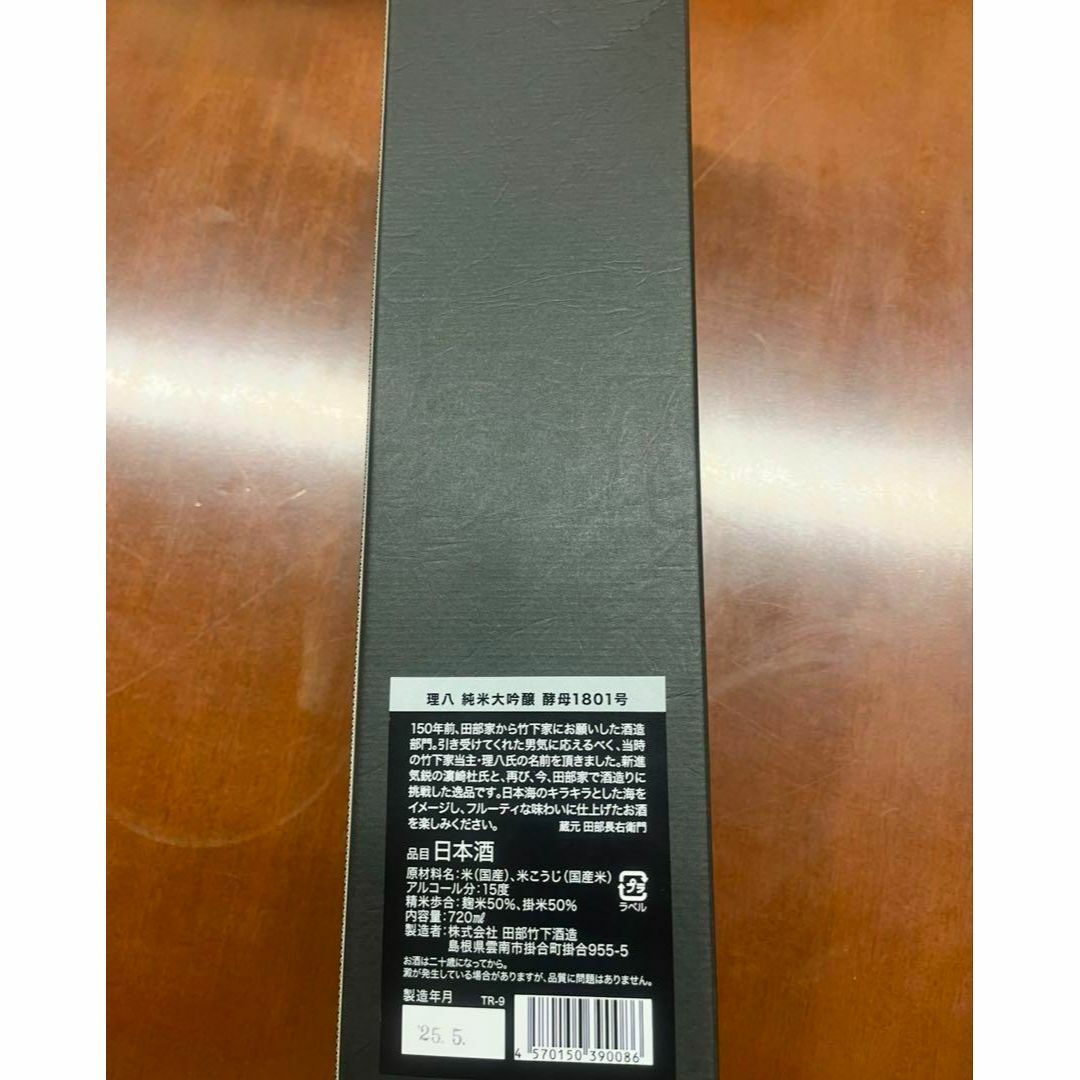 理八 純米大吟醸 酵母1801号
150年前、田部家から竹下家にお願いした酒造
部門。引き受けてくれた男気に応えるべく、当時
の竹下家当主・理八氏の名前を頂きました。新進
気鋭の濵崎杜氏と、再び、今、田部家で酒造りに
挑戦した逸品です。日本海のキラキラとした海を
イメージし、フルーティな味わいに仕上げたお酒
を楽しみください。 蔵元 田部長右衛門
品目 日本酒
原材料名:米(国産)、米こうじ(国産米)
アルコール分:15度
精米歩合:麹米50%、掛米50%
内容量:720㎖
製造者:株式会社 田部竹下酒造
島根県雲南市掛合町掛合955-5
プラ
ラベル
お酒は二十歳になってから。
澱が発生している場合がありますが、品質に問題はありません。
製造年月 TR-9
'25. 5.
4 570150 390086